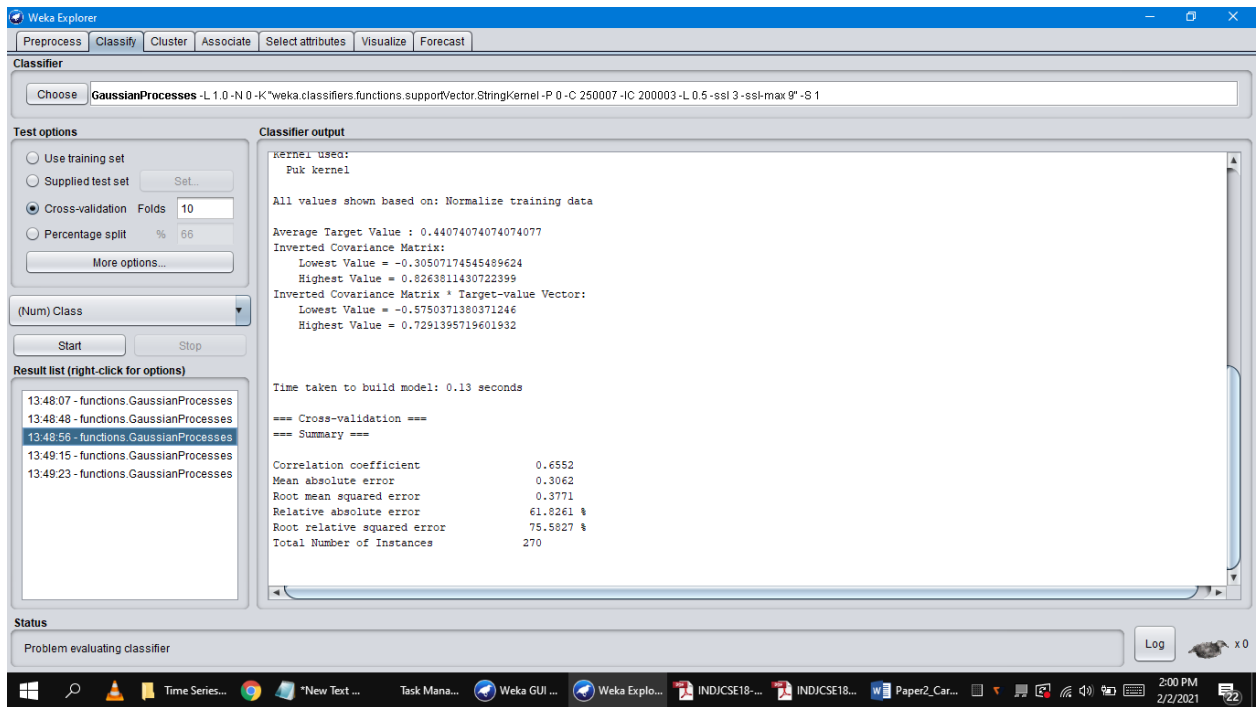 Weka Explorer
Preprocess Classify Cluster Associate Select attributes Visualize Forecast
Classifier
Choose GaussianProcesses -L 1.0 -N 0 -K "weka.classifiers.functions.supportVector.StringKernel -P 0 -C 250007 -IC 200003 -L 0.5 -ssl 3 -ssl-max 9" -S 1
Test options
Use training set
Supplied test set Set...
Cross-validation Folds 10
Percentage split % 66
More options...
(Num) Class
Start Stop
Result list (right-click for options)
13:48:07 - functions.GaussianProcesses
13:48:48 - functions.GaussianProcesses
13:48:56 - functions.GaussianProcesses
13:49:15 - functions.GaussianProcesses
13:49:23 - functions.GaussianProcesses
Classifier output
Kernel used:
Puk kernel
All values shown based on: Normalize training data
Average Target Value : 0.44074074074074077
Inverted Covariance Matrix:
Lowest Value = -0.30507174545489624
Highest Value = 0.8263811430722399
Inverted Covariance Matrix * Target-value Vector:
Lowest Value = -0.5750371380371246
Highest Value = 0.7291395719601932
Time taken to build model: 0.13 seconds
=== Cross-validation ===
=== Summary ===
Correlation coefficient 0.6552
Mean absolute error 0.3062
Root mean squared error 0.3771
Relative absolute error 61.8261 %
Root relative squared error 75.5827 %
Total Number of Instances 270
Status
Problem evaluating classifier
Log x 0
Time Series... *New Text ... Task Mana... Weka GUI ... Weka Explo... INDJCSE18-... INDJCSE18... Paper2_Car... 2:00 PM
2/2/2021
22